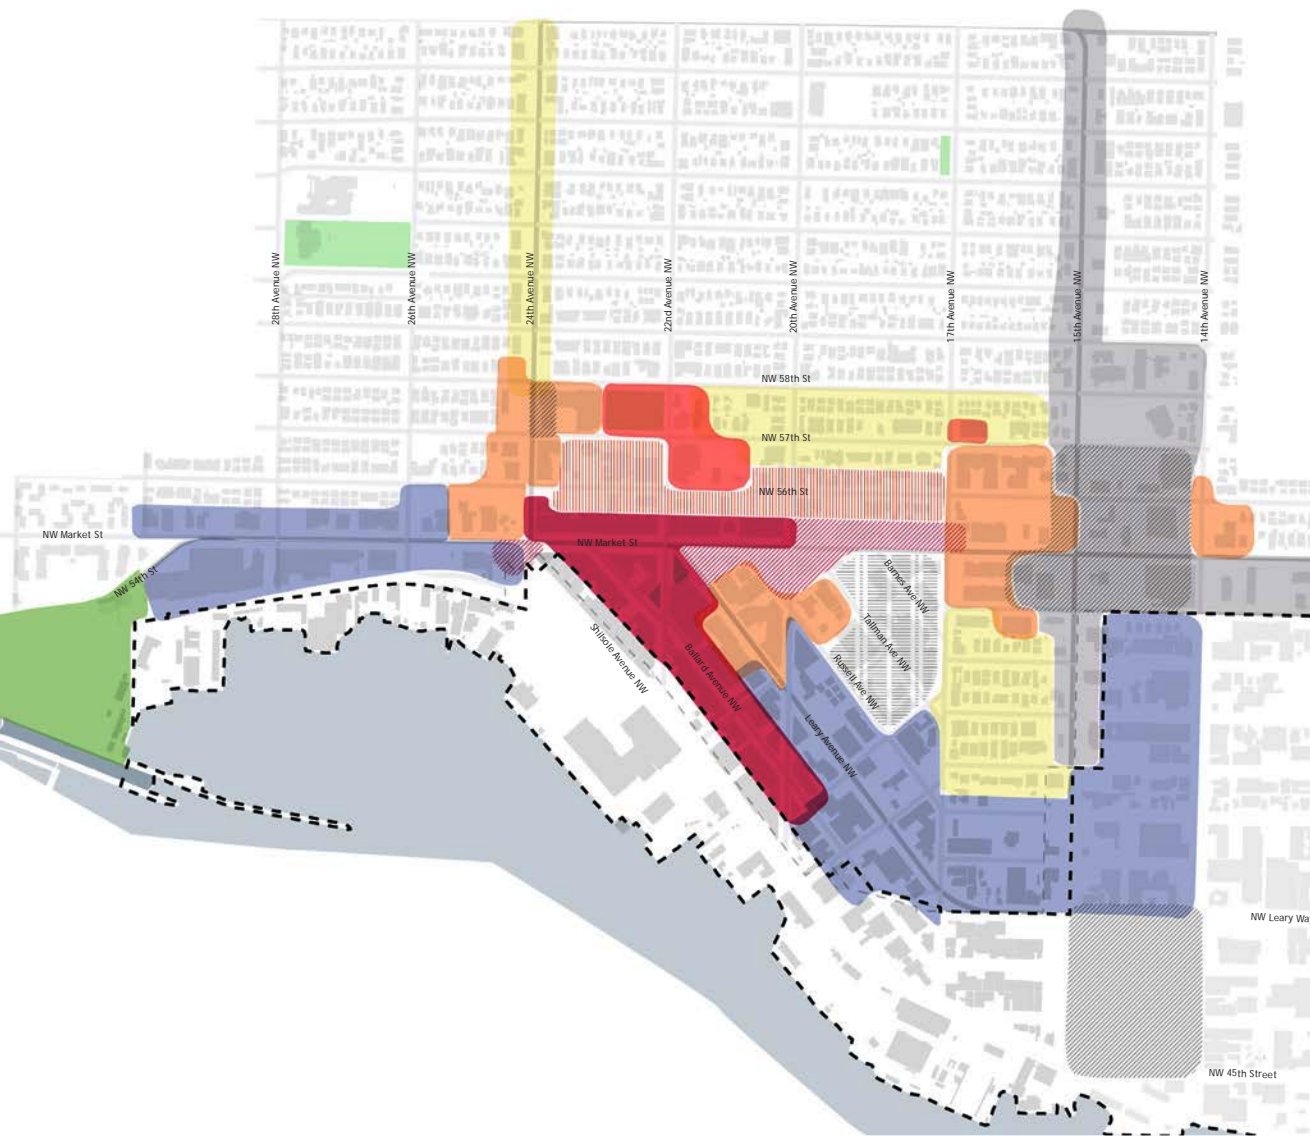 28th Avenue NW
26th Avenue NW
24th Avenue NW
22nd Avenue NW
20th Avenue NW
17th Avenue NW
15th Avenue NW
14th Avenue NW
NW 58th St
NW 57th St
NW 56th St
NW Market St
NW Market St
NW 54th St
Barnes Ave NW
Tallman Ave NW
Russell Ave NW
Shilsole Avenue NW
Ballard Avenue NW
Leary Avenue NW
NW Leary Wa
NW 45th Street